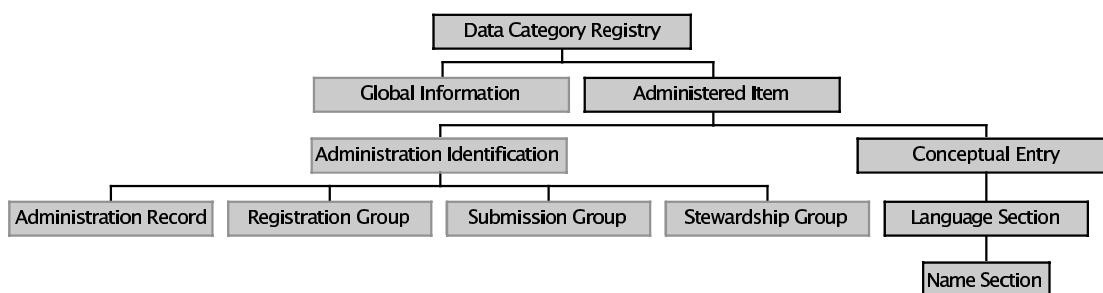 Data Category Registry
Global Information
Administered Item
Administration Identification
Conceptual Entry
Administration Record
Registration Group
Submission Group
Stewardship Group
Language Section
Name Section